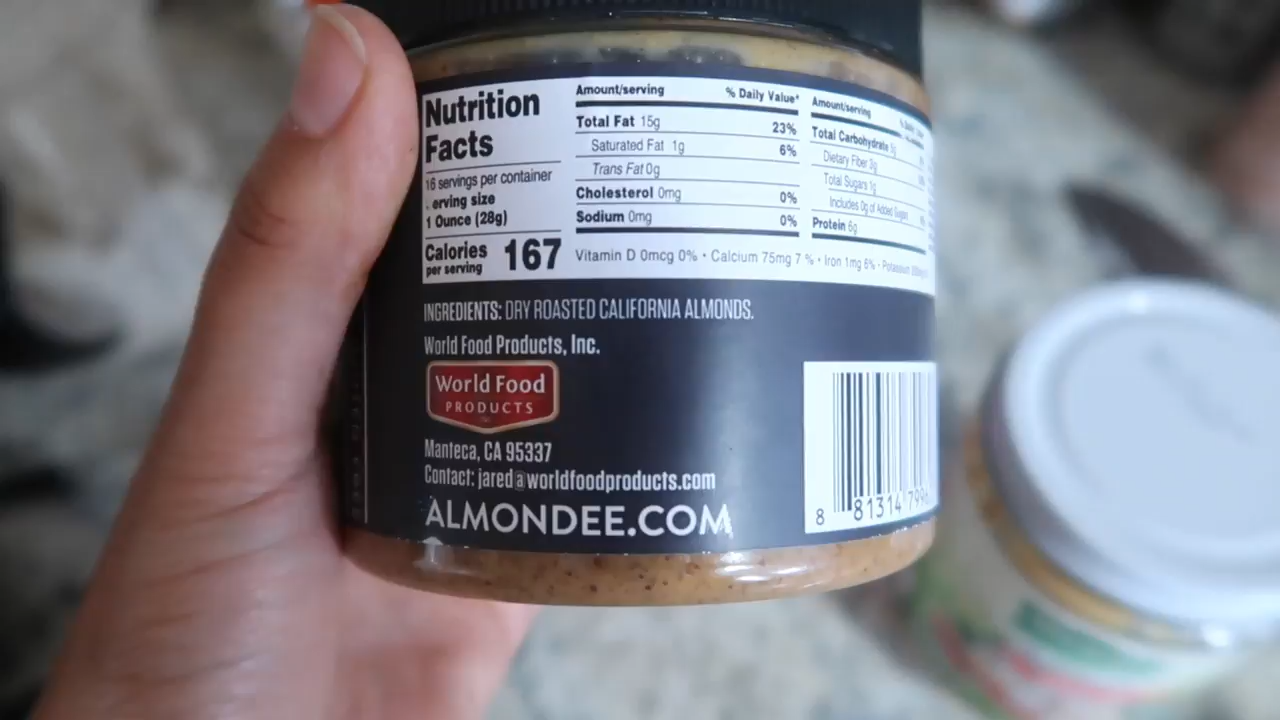 Nutrition
Facts
16 servings per container
erving size
1 Ounce (28g)
Calories
per serving
167
Amount/serving % Daily Value*
Total Fat 15g 23%
Saturated Fat 1g 6%
Trans Fat 0g
Cholesterol 0mg 0%
Sodium 0mg 0%
Amount/serving
Total Carbohydrate
Dietary Fiber 3g
Total Sugars 1g
Includes 0g of Added Sugars
Protein 6g
Vitamin D 0mcg 0% • Calcium 75mg 7 % • Iron 1mg 6% • Potassium
INGREDIENTS: DRY ROASTED CALIFORNIA ALMONDS.
World Food Products, Inc.
World Food
PRODUCTS
Manteca, CA 95337
Contact: jared@worldfoodproducts.com
ALMONDEE.COM
8 81314 799